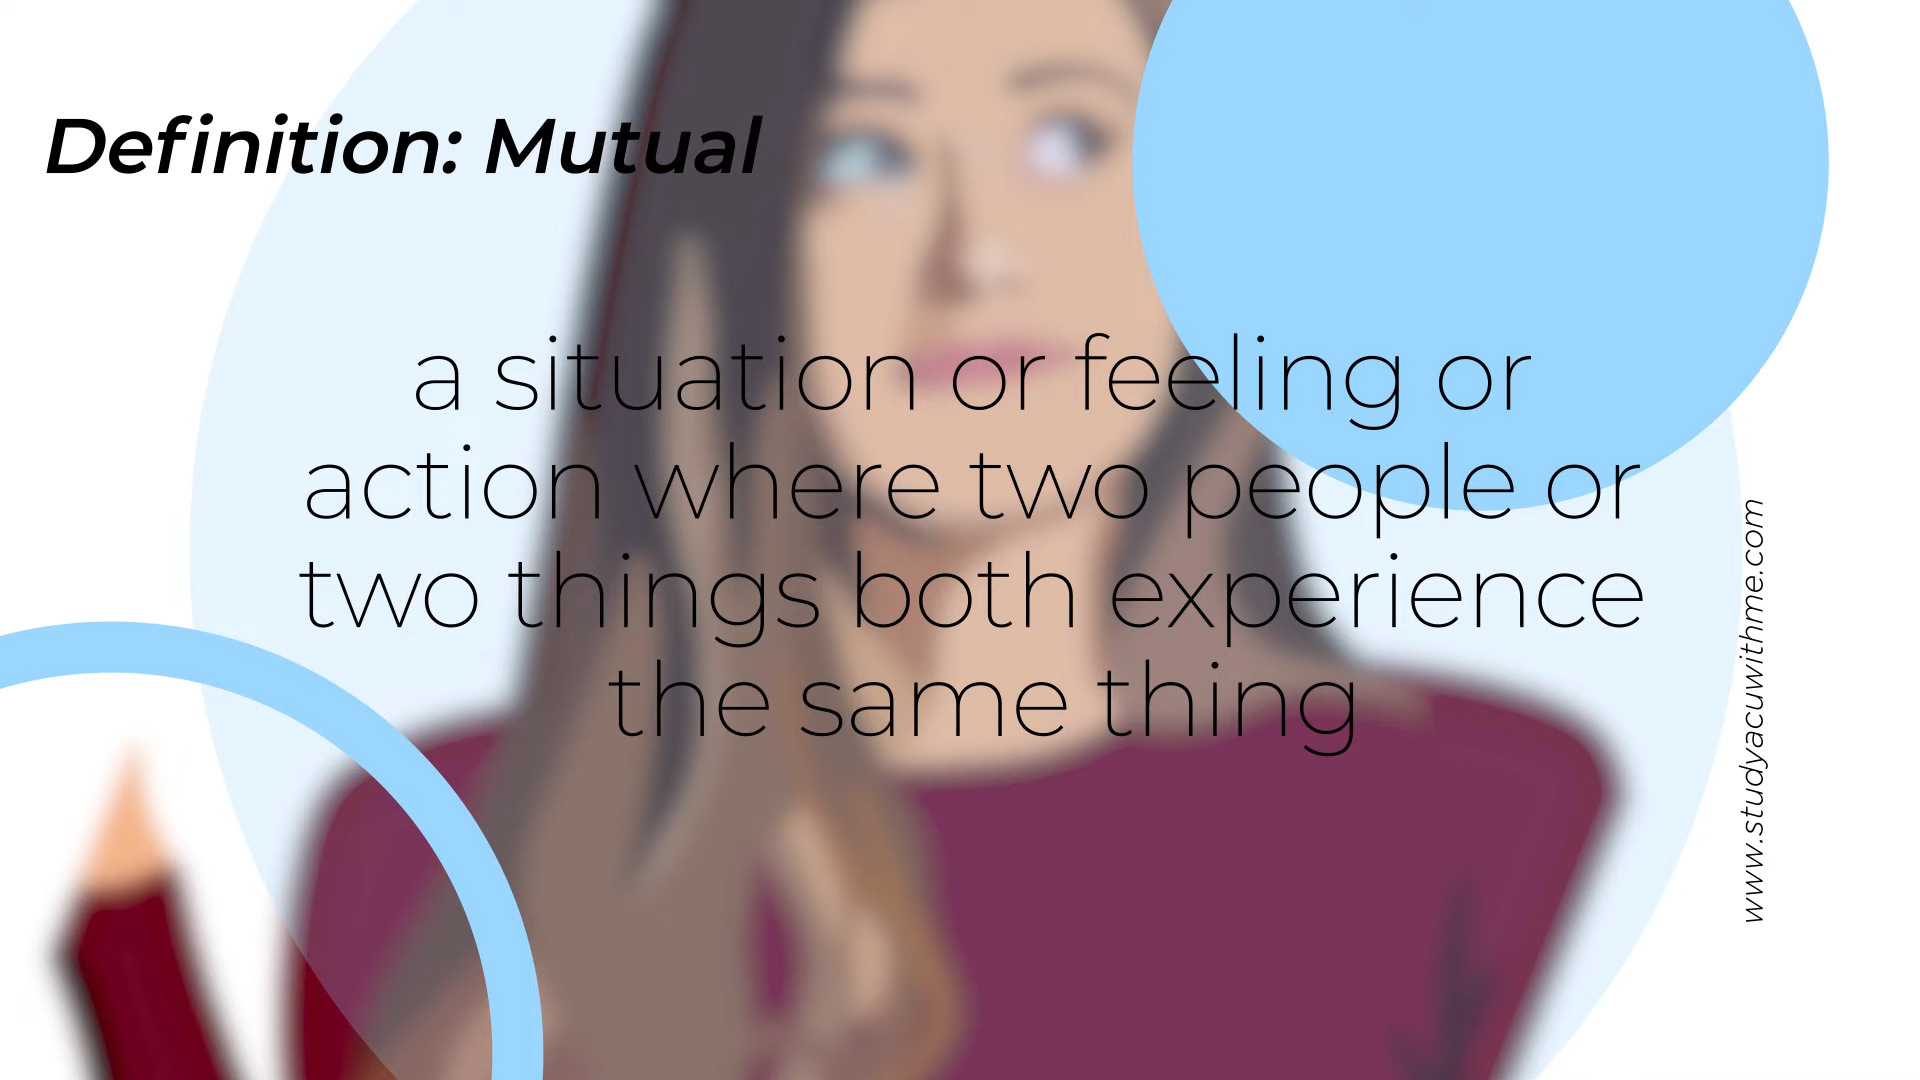 Definition: Mutual
a situation or feeling or
action where two people or
two things both experience
the same thing
www.studyacuwithme.com